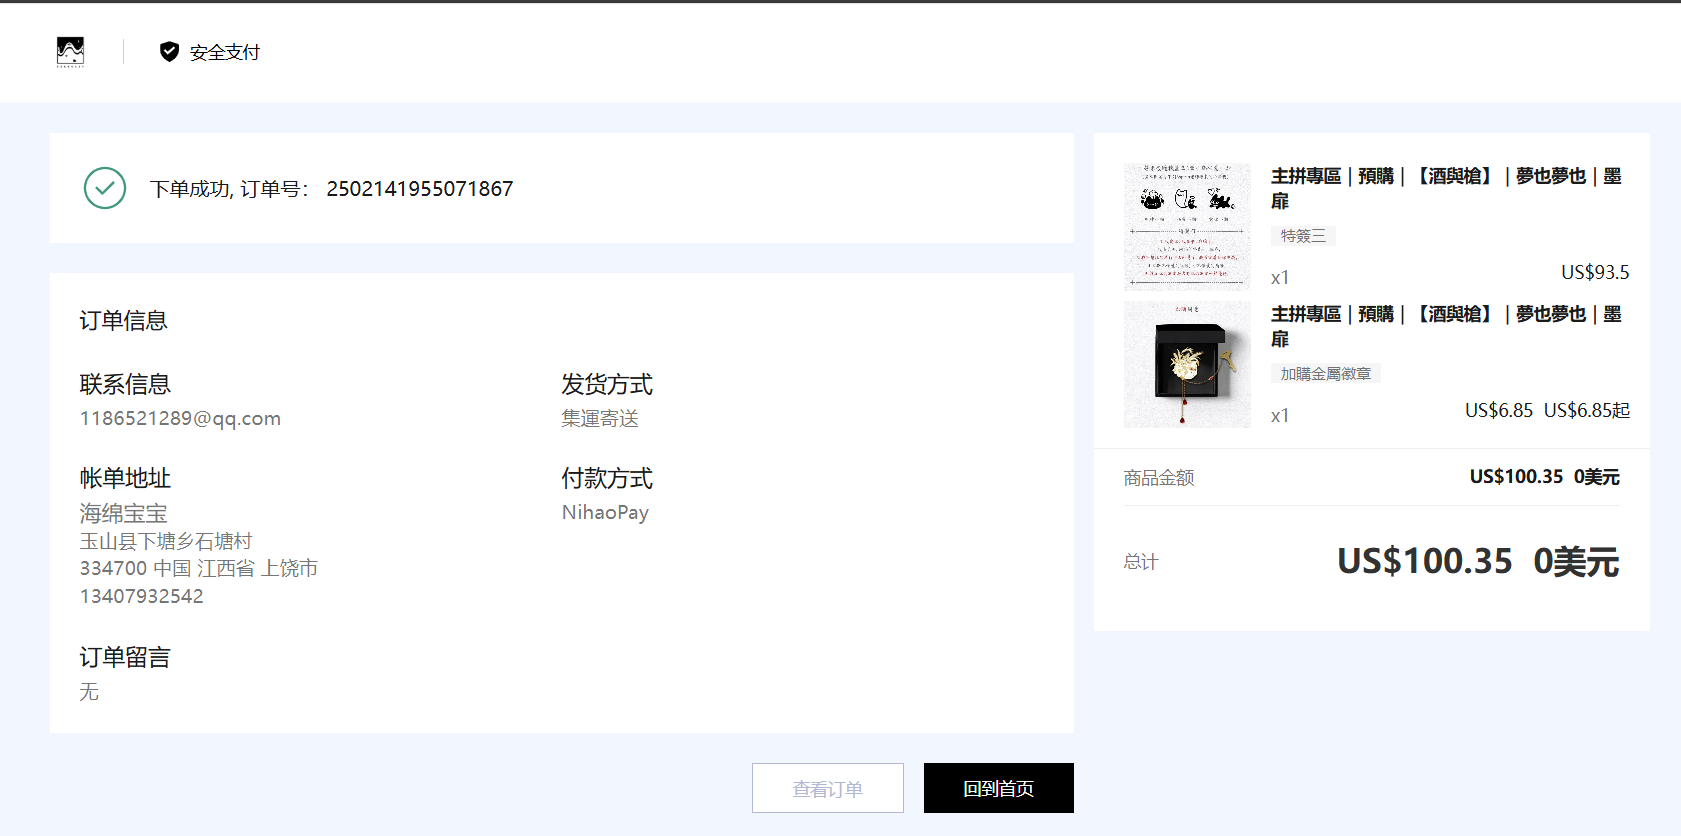 安全支付
下单成功, 订单号： 2502141955071867
订单信息
联系信息
1186521289@qq.com
发货方式
集運寄送
帐单地址
海绵宝宝
玉山县下塘乡石塘村
334700 中国 江西省 上饶市
13407932542
付款方式
NihaoPay
订单留言
无
查看订单
回到首页
主拼專區 | 預購 | 【酒與槍】 | 夢也夢也 | 墨
扉
特簽三
x1
US$93.5
主拼專區 | 預購 | 【酒與槍】 | 夢也夢也 | 墨
扉
加購金屬徽章
x1
US$6.85 US$6.85起
商品金额
US$100.35 0美元
总计
US$100.35 0美元